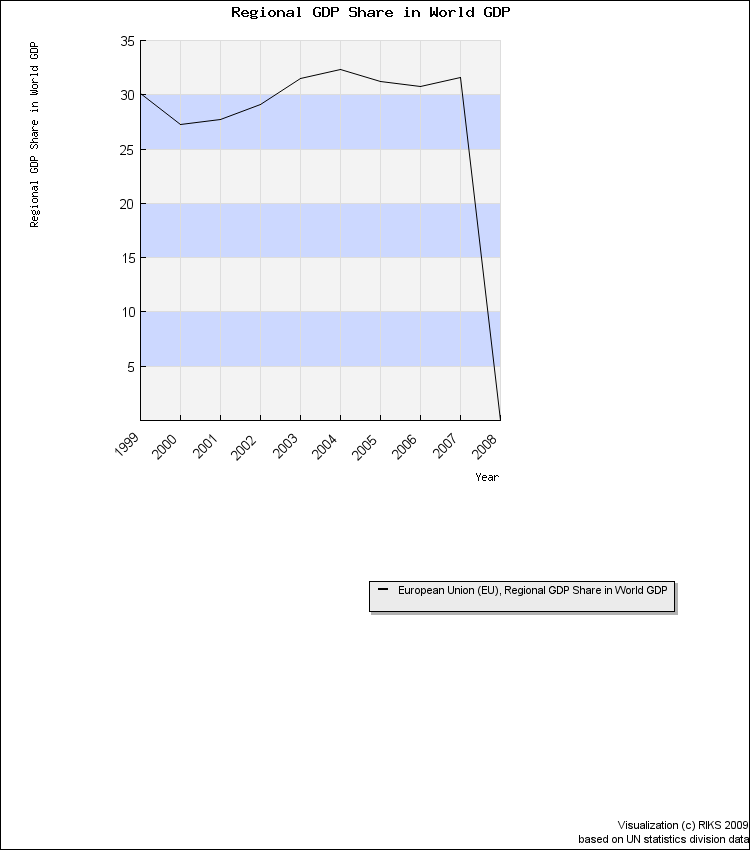 Regional GDP Share in World GDP
Regional GDP Share in World GDP
35
30
25
20
15
10
5
1999
2000
2001
2002
2003
2004
2005
2006
2007
2008
Year
European Union (EU), Regional GDP Share in World GDP
Visualization (c) RIKS 2009
based on UN statistics division data